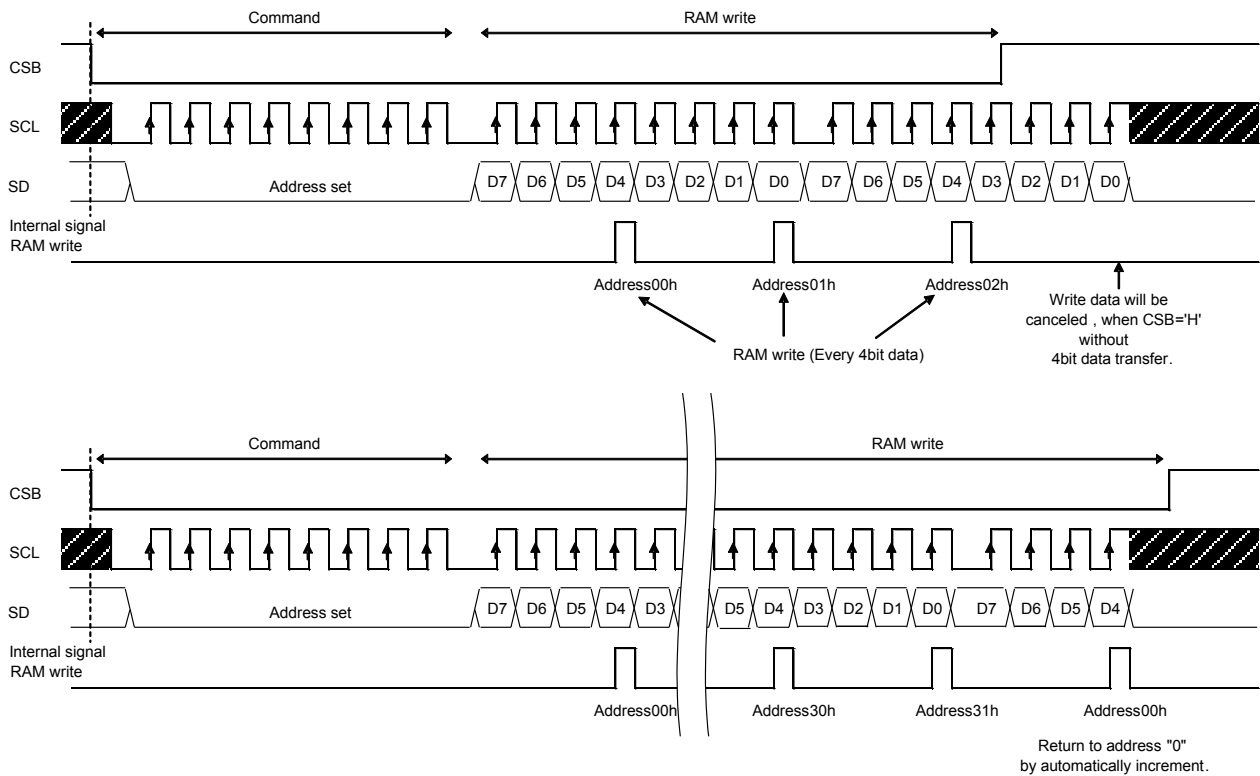 Command RAM write
CSB
SCL
SD Address set D7 D6 D5 D4 D3 D2 D1 D0 D7 D6 D5 D4 D3 D2 D1 D0
Internal signal
RAM write
Address00h Address01h Address02h
Write data will be
canceled , when CSB='H'
without
4bit data transfer.
RAM write (Every 4bit data)
Command RAM write
CSB
SCL
SD Address set D7 D6 D5 D4 D3 D5 D4 D3 D2 D1 D0 D7 D6 D5 D4
Internal signal
RAM write
Address00h Address30h Address31h Address00h
Return to address "0"
by automatically increment.